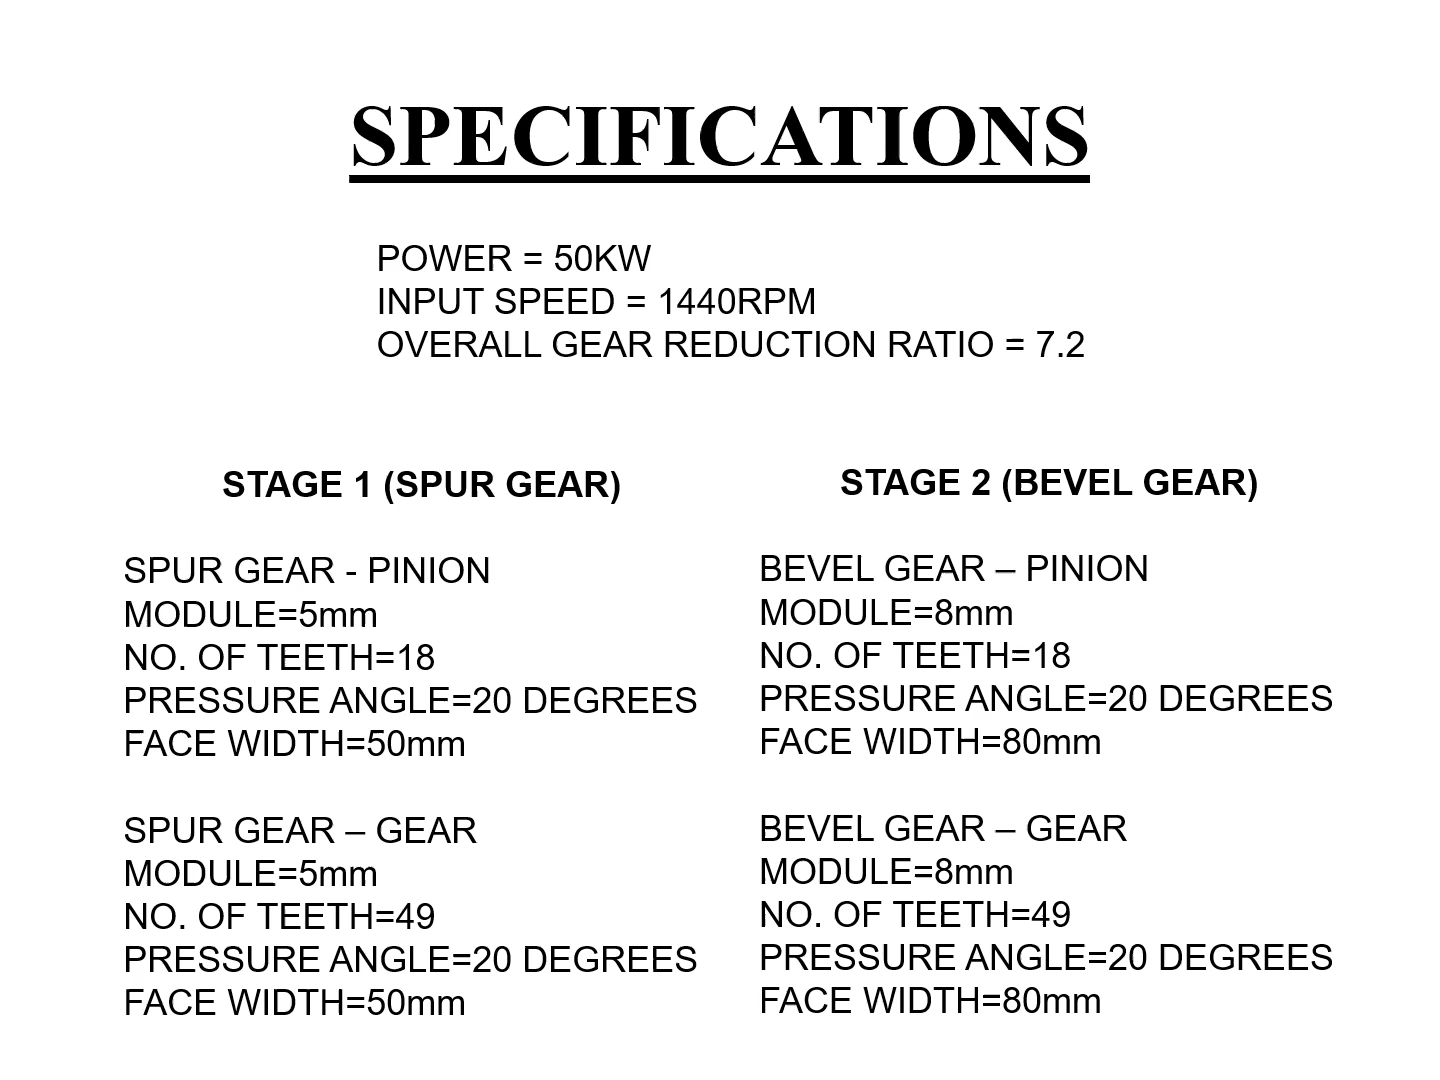 SPECIFICATIONS
POWER = 50KW
INPUT SPEED = 1440RPM
OVERALL GEAR REDUCTION RATIO = 7.2
STAGE 1 (SPUR GEAR)
SPUR GEAR - PINION
MODULE=5mm
NO. OF TEETH=18
PRESSURE ANGLE=20 DEGREES
FACE WIDTH=50mm
SPUR GEAR – GEAR
MODULE=5mm
NO. OF TEETH=49
PRESSURE ANGLE=20 DEGREES
FACE WIDTH=50mm
STAGE 2 (BEVEL GEAR)
BEVEL GEAR – PINION
MODULE=8mm
NO. OF TEETH=18
PRESSURE ANGLE=20 DEGREES
FACE WIDTH=80mm
BEVEL GEAR – GEAR
MODULE=8mm
NO. OF TEETH=49
PRESSURE ANGLE=20 DEGREES
FACE WIDTH=80mm